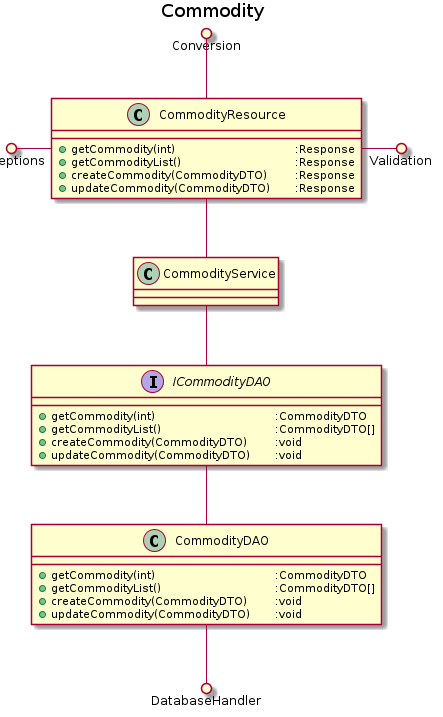 Commodity
Conversion
C CommodityResource
getCommodity(int) :Response
getCommodityList() :Response
createCommodity(CommodityDTO) :Response
updateCommodity(CommodityDTO) :Response
eptions
Validation
C CommodityService
I ICommodityDAO
getCommodity(int) :CommodityDTO
getCommodityList() :CommodityDTO[]
createCommodity(CommodityDTO) :void
updateCommodity(CommodityDTO) :void
C CommodityDAO
getCommodity(int) :CommodityDTO
getCommodityList() :CommodityDTO[]
createCommodity(CommodityDTO) :void
updateCommodity(CommodityDTO) :void
DatabaseHandler